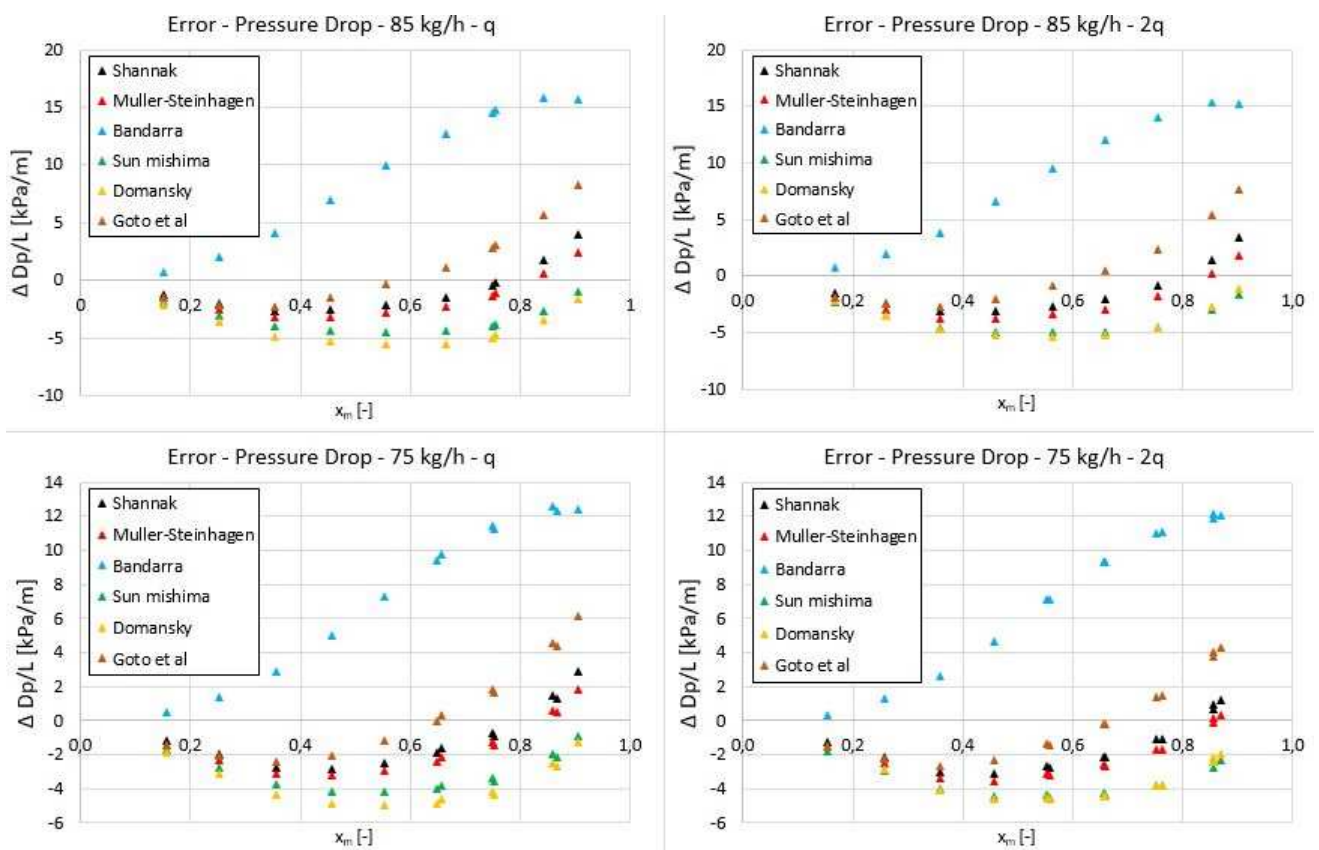 Error - Pressure Drop - 85 kg/h - q
20
15
10
5
0
-5
-10
0
0,2
0,4
0,6
0,8
1
Δ Dp/L [kPa/m]
xₘ [-]
Shannak
Muller-Steinhagen
Bandarra
Sun mishima
Domansky
Goto et al
Error - Pressure Drop - 85 kg/h - 2q
20
15
10
5
0
-5
-10
0,0
0,2
0,4
0,6
0,8
1,0
Δ Dp/L [kPa/m]
xₘ [-]
Shannak
Muller-Steinhagen
Bandarra
Sun mishima
Domansky
Goto et al
Error - Pressure Drop - 75 kg/h - q
14
12
10
8
6
4
2
0
-2
-4
-6
0,0
0,2
0,4
0,6
0,8
1,0
Δ Dp/L [kPa/m]
xₘ [-]
Shannak
Muller-Steinhagen
Bandarra
Sun mishima
Domansky
Goto et al
Error - Pressure Drop - 75 kg/h - 2q
14
12
10
8
6
4
2
0
-2
-4
-6
0,0
0,2
0,4
0,6
0,8
1,0
Δ Dp/L [kPa/m]
xₘ [-]
Shannak
Muller-Steinhagen
Bandarra
Sun mishima
Domansky
Goto et al